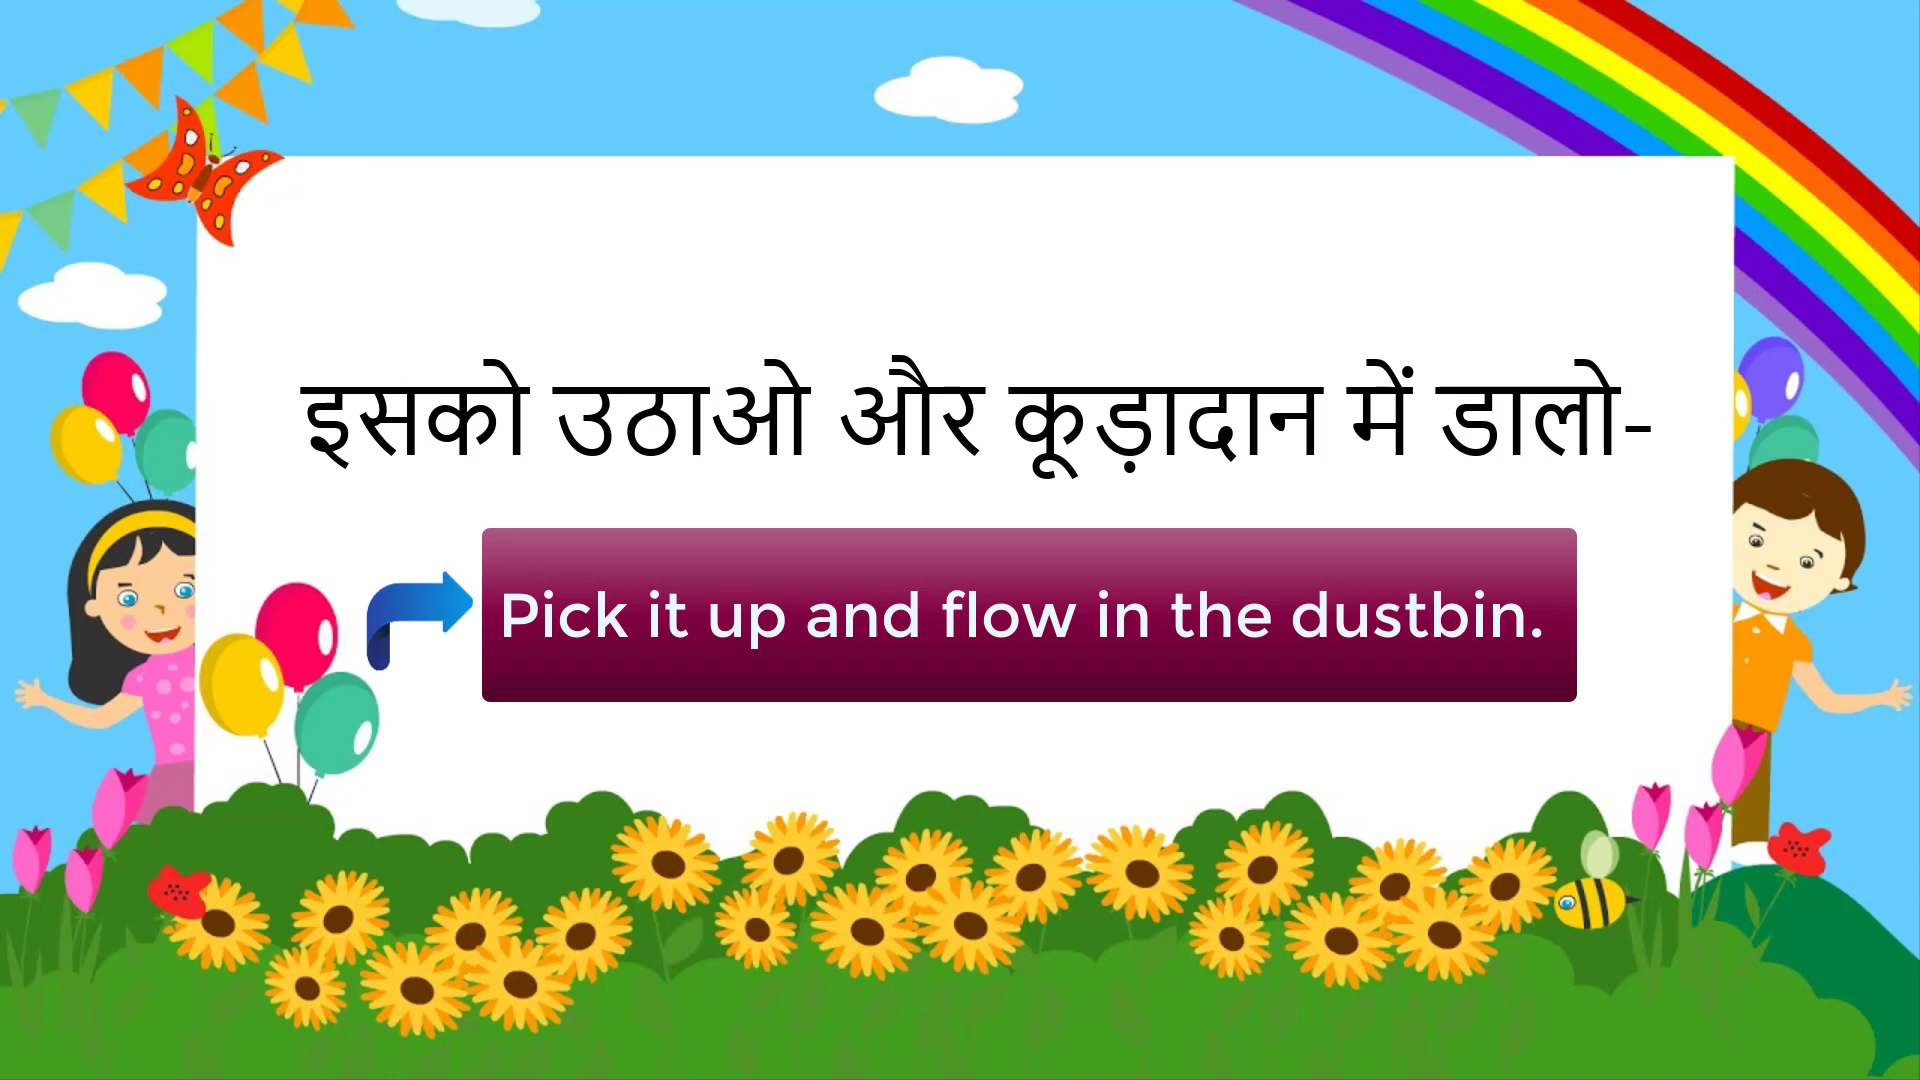 इसको उठाओ और कूड़ादान में डालो-
Pick it up and flow in the dustbin.